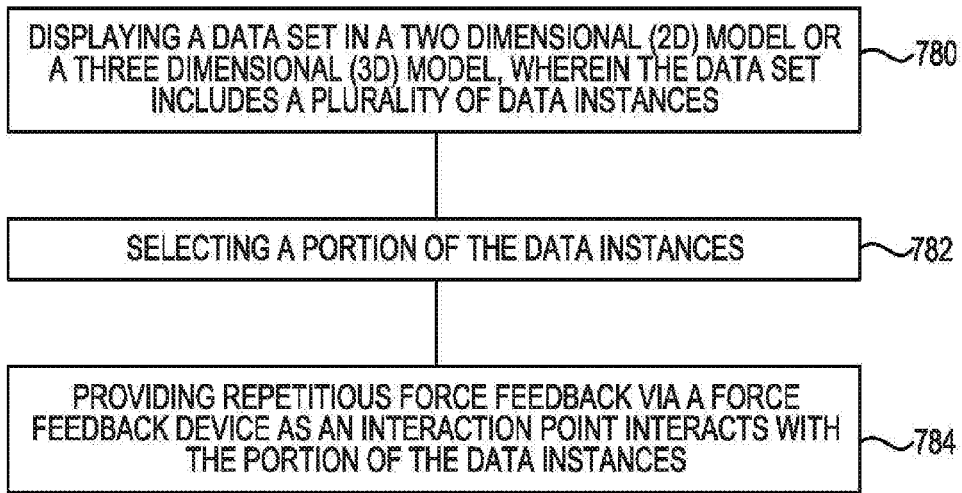 DISPLAYING A DATA SET IN A TWO DIMENSIONAL (2D) MODEL OR
A THREE DIMENSIONAL (3D) MODEL, WHEREIN THE DATA SET
INCLUDES A PLURALITY OF DATA INSTANCES
780
SELECTING A PORTION OF THE DATA INSTANCES
782
PROVIDING REPETITIOUS FORCE FEEDBACK VIA A FORCE
FEEDBACK DEVICE AS AN INTERACTION POINT INTERACTS WITH
THE PORTION OF THE DATA INSTANCES
784